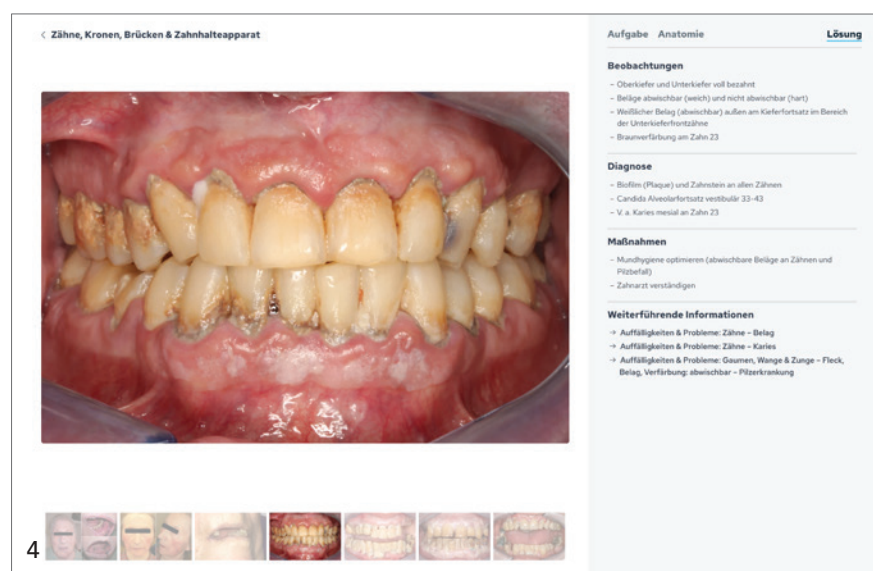 < Zähne, Kronen, Brücken & Zahnhalteapparat
Aufgabe Anatomie Lösung
Beobachtungen
– Oberkiefer und Unterkiefer voll bezahnt
– Beläge abwischbar (weich) und nicht abwischbar (hart)
– Weißlicher Belag (abwischbar) außen am Kieferfortsatz im Bereich
der Unterkieferfrontzähne
– Braunverfärbung am Zahn 23
Diagnose
– Biofilm (Plaque) und Zahnstein an allen Zähnen
– Candida Alveolarfortsatz vestibulär 33–43
– V. a. Karies mesial an Zahn 23
Maßnahmen
– Mundhygiene optimieren (abwischbare Beläge an Zähnen und
Pilzbefall)
– Zahnarzt verständigen
Weiterführende Informationen
→ Auffälligkeiten & Probleme: Zähne – Belag
→ Auffälligkeiten & Probleme: Zähne – Karies
→ Auffälligkeiten & Probleme: Gaumen, Wange & Zunge – Fleck,
Belag, Verfärbung: abwischbar – Pilzerkrankung
4